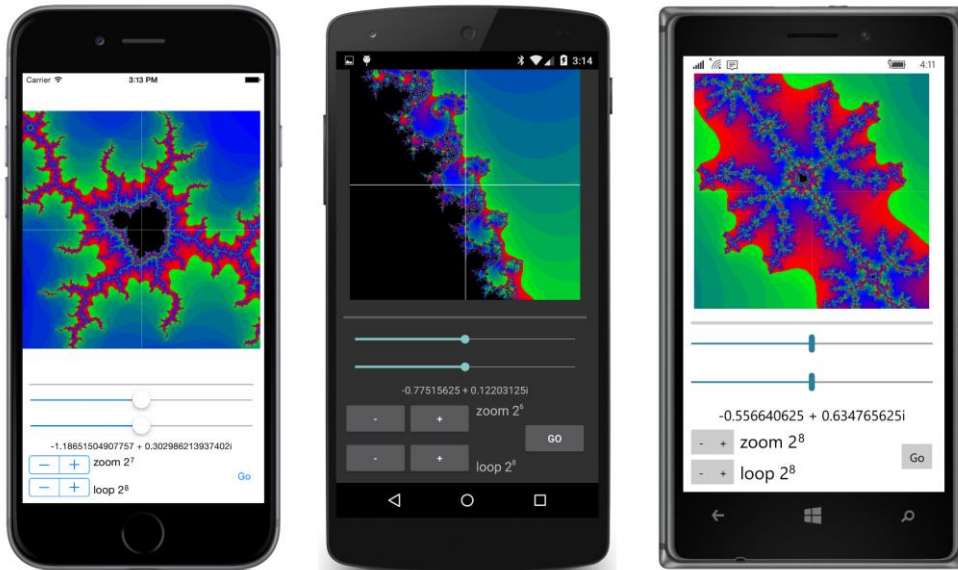 Carrier 3:13 PM
-1.18651504907757 + 0.302986213937402i
− + zoom 2⁷
− + loop 2⁸
Go
3:14
-0.77515625 + 0.12203125i
- + zoom 2⁶
GO
- + loop 2⁸
4:11
-0.556640625 + 0.634765625i
- + zoom 2⁸
Go
- + loop 2⁸